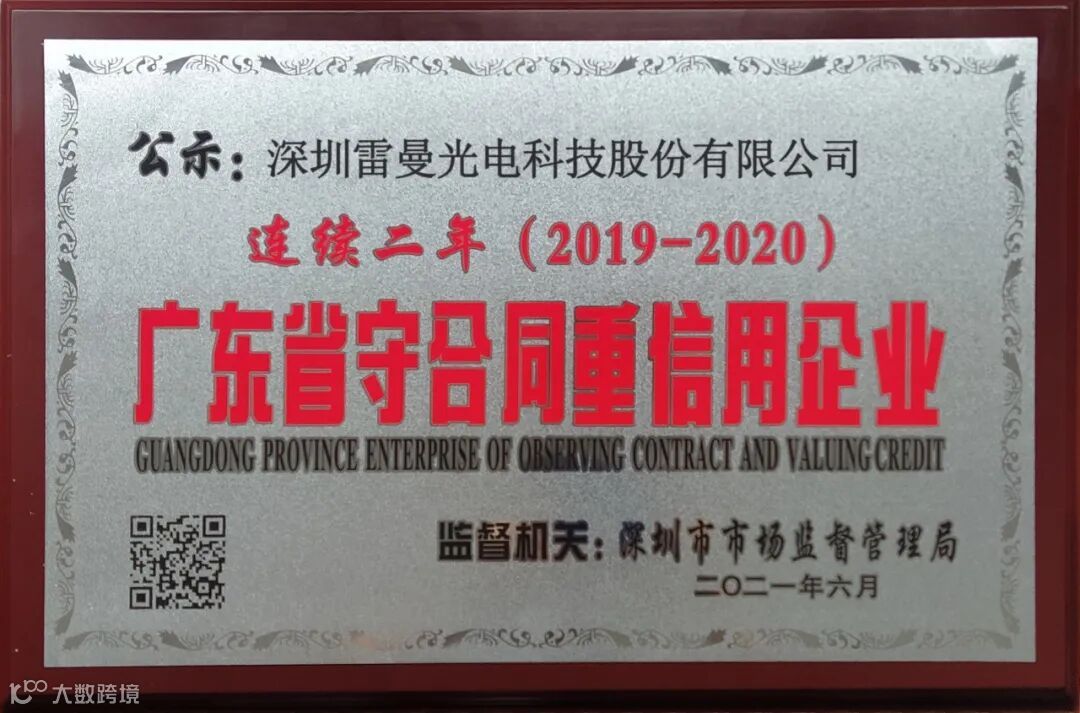 公示：深圳雷曼光电科技股份有限公司
连续二年（2019-2020）
广东省守合同重信用企业
GUANGDONG PROVINCE ENTERPRISE OF OBSERVING CONTRACT AND VALUING CREDIT
监督机关：深圳市市场监督管理局
二〇二一年六月
大数跨境